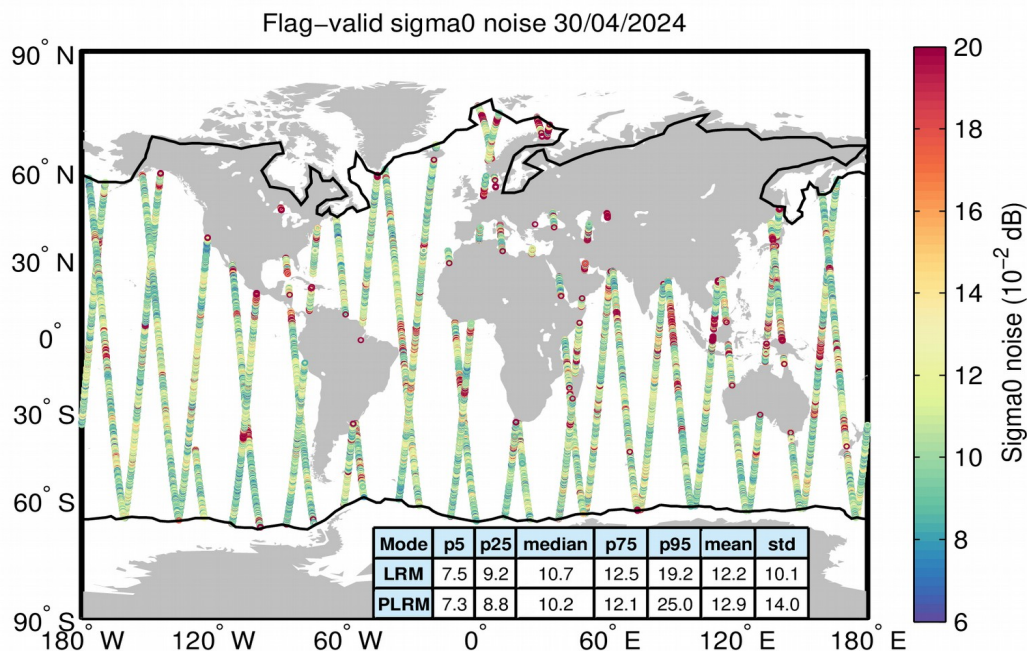 Flag−valid sigma0 noise 30/04/2024
90° N
60° N
30° N
0°
30° S
60° S
90° S
180° W
120° W
60° W
0°
60° E
120° E
180° E
Mode p5 p25 median p75 p95 mean std
LRM 7.5 9.2 10.7 12.5 19.2 12.2 10.1
PLRM 7.3 8.8 10.2 12.1 25.0 12.9 14.0
20
18
16
14
12
10
8
6
Sigma0 noise (10⁻² dB)